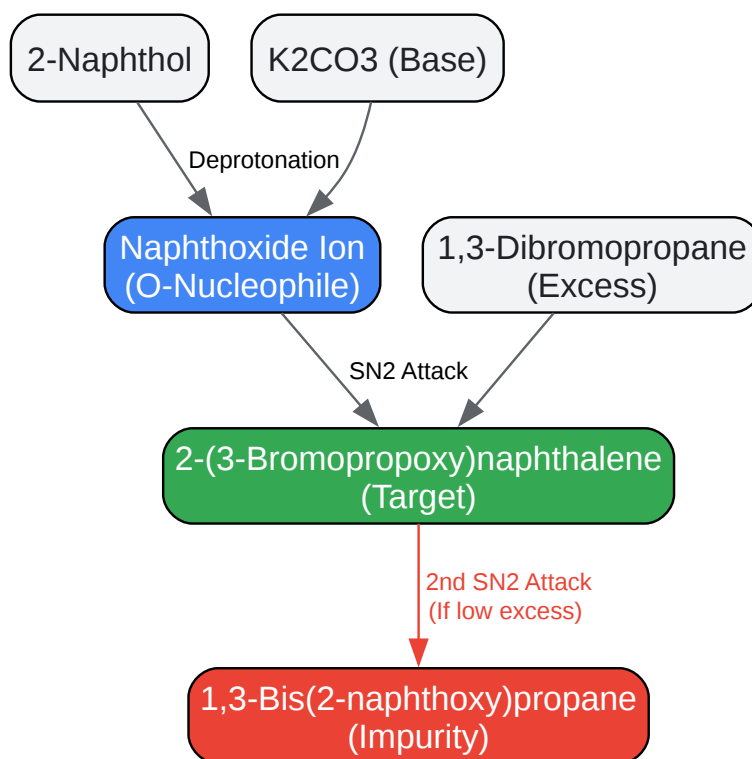 2-Naphthol
K2CO3 (Base)
Deprotonation
Naphthoxide Ion
(O-Nucleophile)
1,3-Dibromopropane
(Excess)
SN2 Attack
2-(3-Bromopropoxy)naphthalene
(Target)
2nd SN2 Attack
(If low excess)
1,3-Bis(2-naphthoxy)propane
(Impurity)